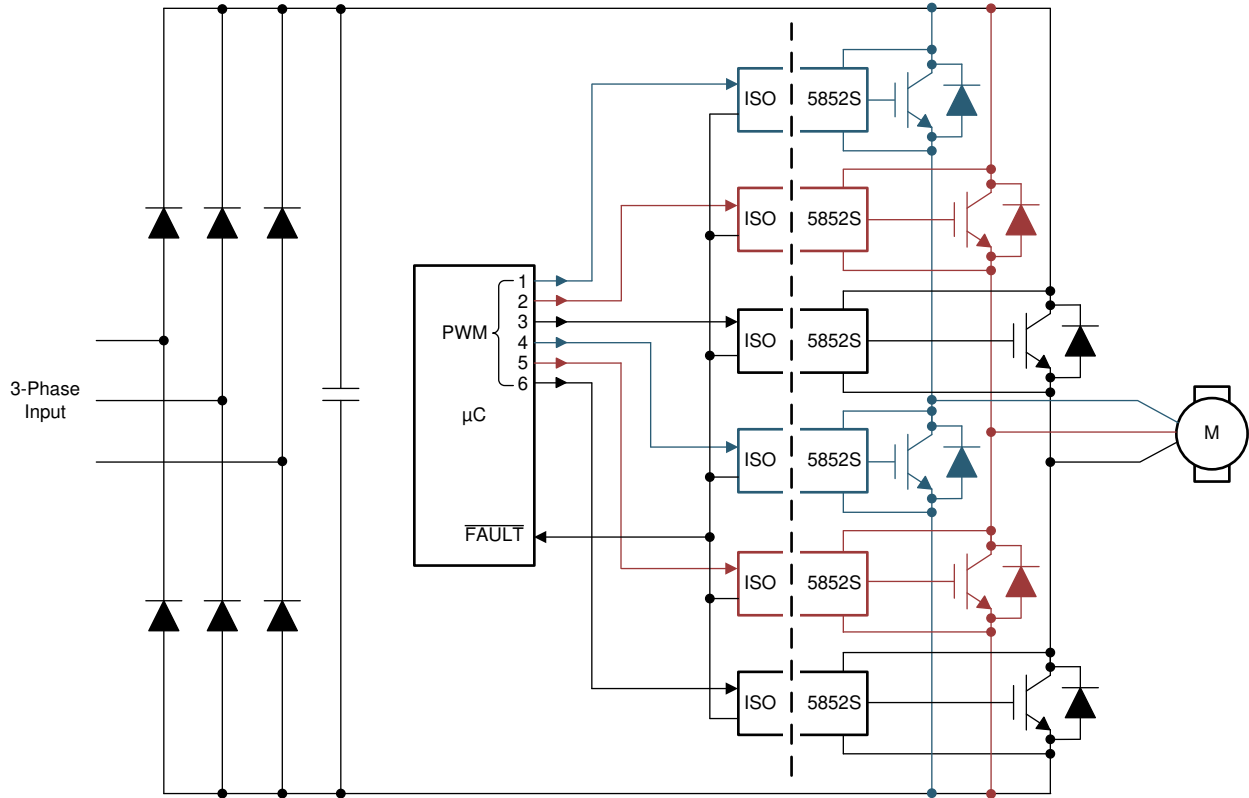 3-Phase
Input
PWM
1
2
3
4
5
6
µC
FAULT
ISO 5852S
ISO 5852S
ISO 5852S
ISO 5852S
ISO 5852S
ISO 5852S
M